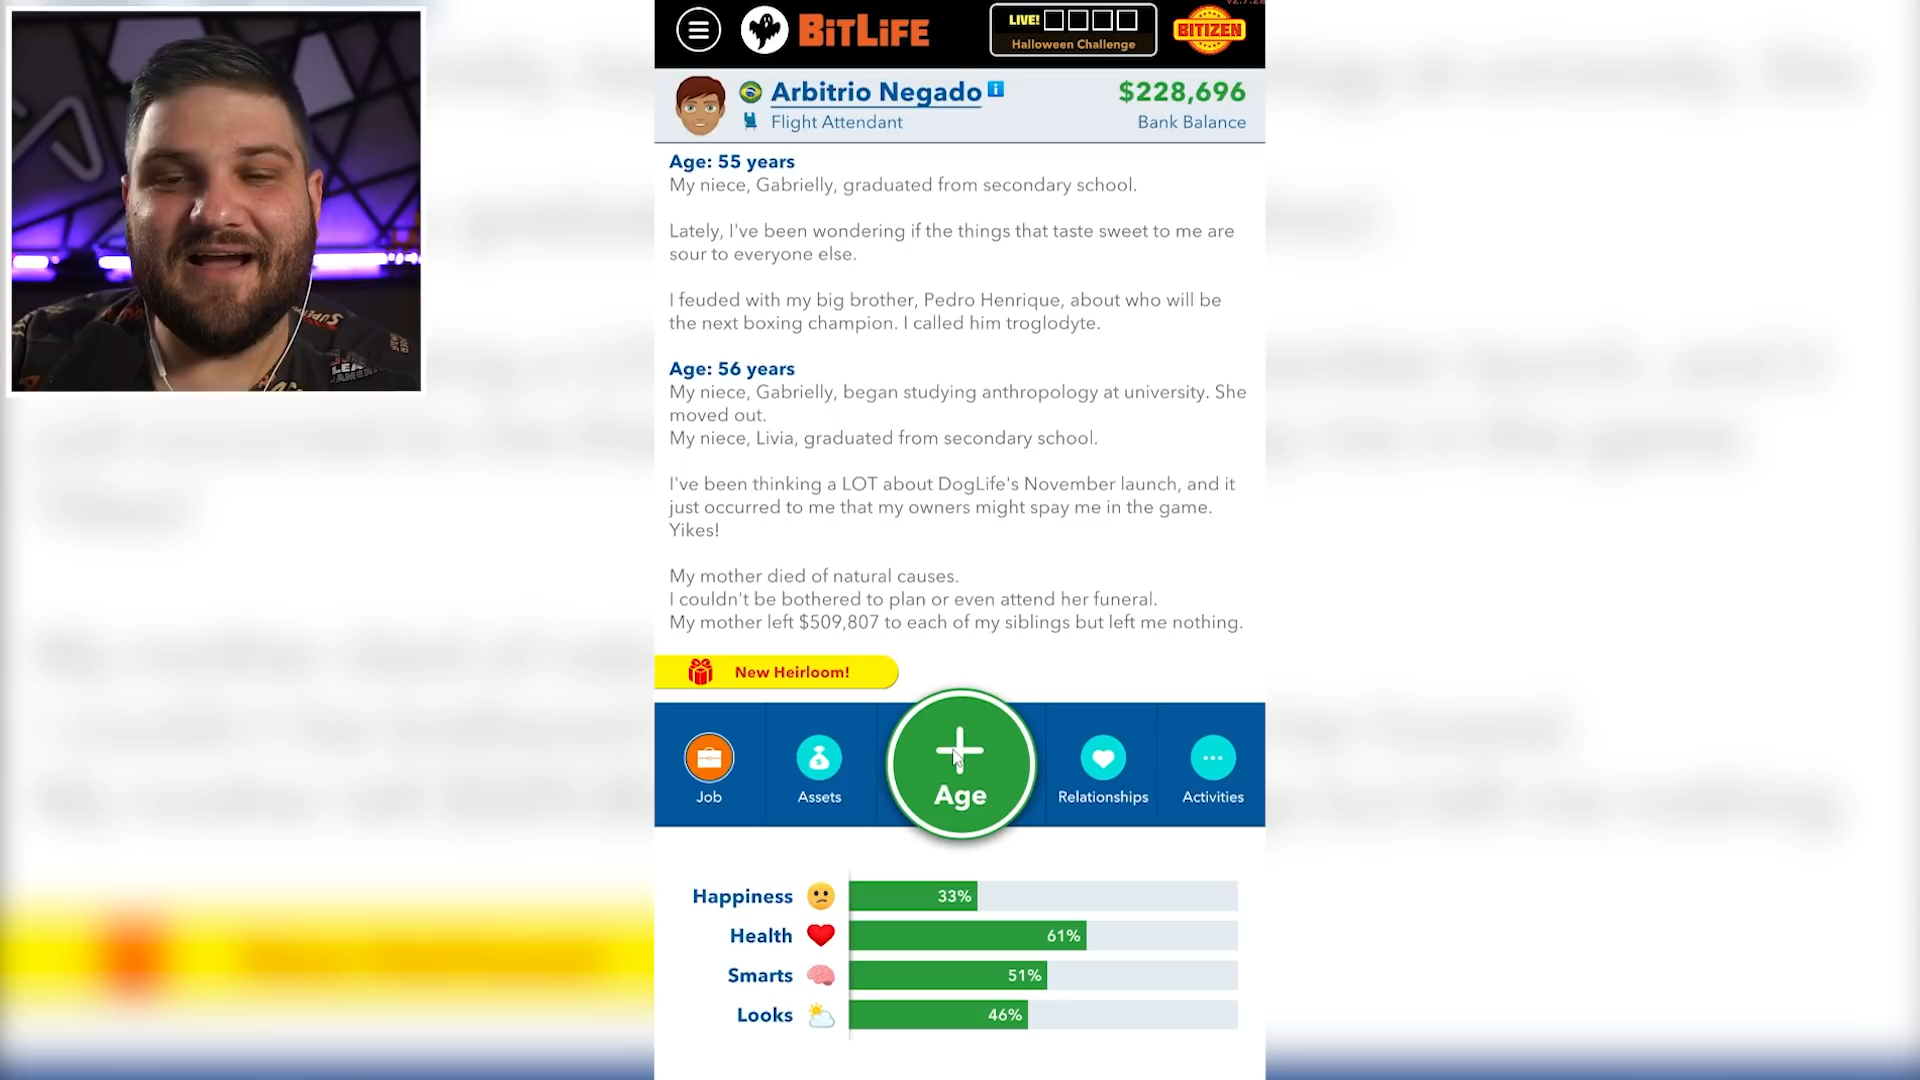 v2.7.28
BitLife
LIVE!
Halloween Challenge
BITIZEN
Arbitrio Negado
$228,696
Flight Attendant
Bank Balance
Age: 55 years
My niece, Gabrielly, graduated from secondary school.
Lately, I've been wondering if the things that taste sweet to me are
sour to everyone else.
I feuded with my big brother, Pedro Henrique, about who will be
the next boxing champion. I called him troglodyte.
Age: 56 years
My niece, Gabrielly, began studying anthropology at university. She
moved out.
My niece, Livia, graduated from secondary school.
I've been thinking a LOT about DogLife's November launch, and it
just occurred to me that my owners might spay me in the game.
Yikes!
My mother died of natural causes.
I couldn't be bothered to plan or even attend her funeral.
My mother left $509,807 to each of my siblings but left me nothing.
New Heirloom!
Job
Assets
Age
Relationships
Activities
Happiness
33%
Health
61%
Smarts
51%
Looks
46%